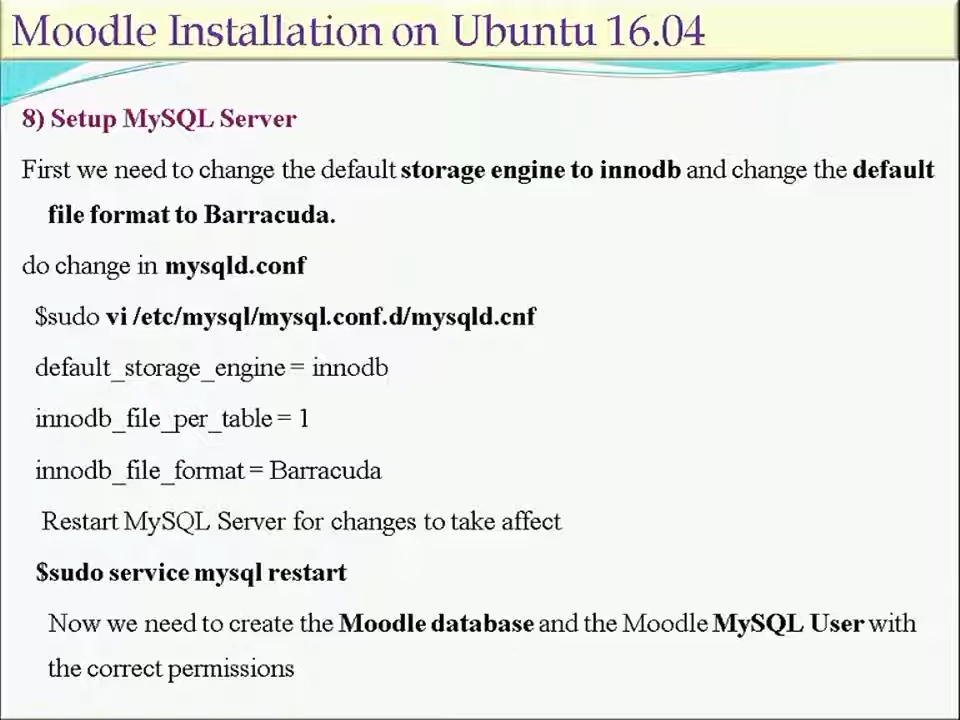 Moodle Installation on Ubuntu 16.04
8) Setup MySQL Server
First we need to change the default storage engine to innodb and change the default
file format to Barracuda.
do change in mysqld.conf
$sudo vi /etc/mysql/mysql.conf.d/mysqld.cnf
default_storage_engine = innodb
innodb_file_per_table = 1
innodb_file_format = Barracuda
Restart MySQL Server for changes to take affect
$sudo service mysql restart
Now we need to create the Moodle database and the Moodle MySQL User with
the correct permissions